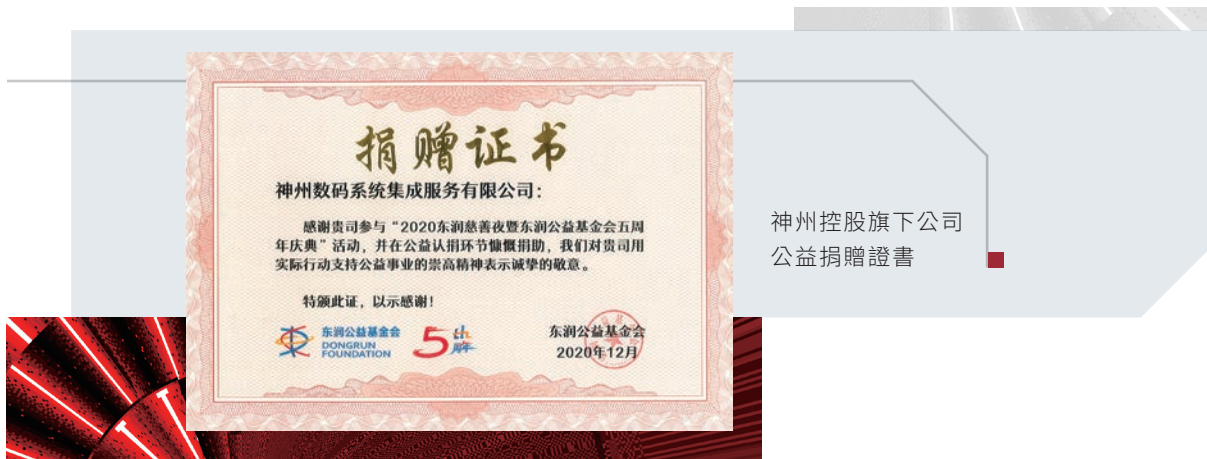 捐赠证书
神州数码系统集成服务有限公司：
感谢贵司参与“2020东润慈善夜暨东润公益基金会五周
年庆典”活动，并在公益认捐环节慷慨捐助，我们对贵司用
实际行动支持公益事业的崇高精神表示诚挚的敬意。
特颁此证，以示感谢！
东润公益基金会
DONGRUN
FOUNDATION
5th
周年
东润公益基金会
2020年12月
神州控股旗下公司
公益捐贈證書